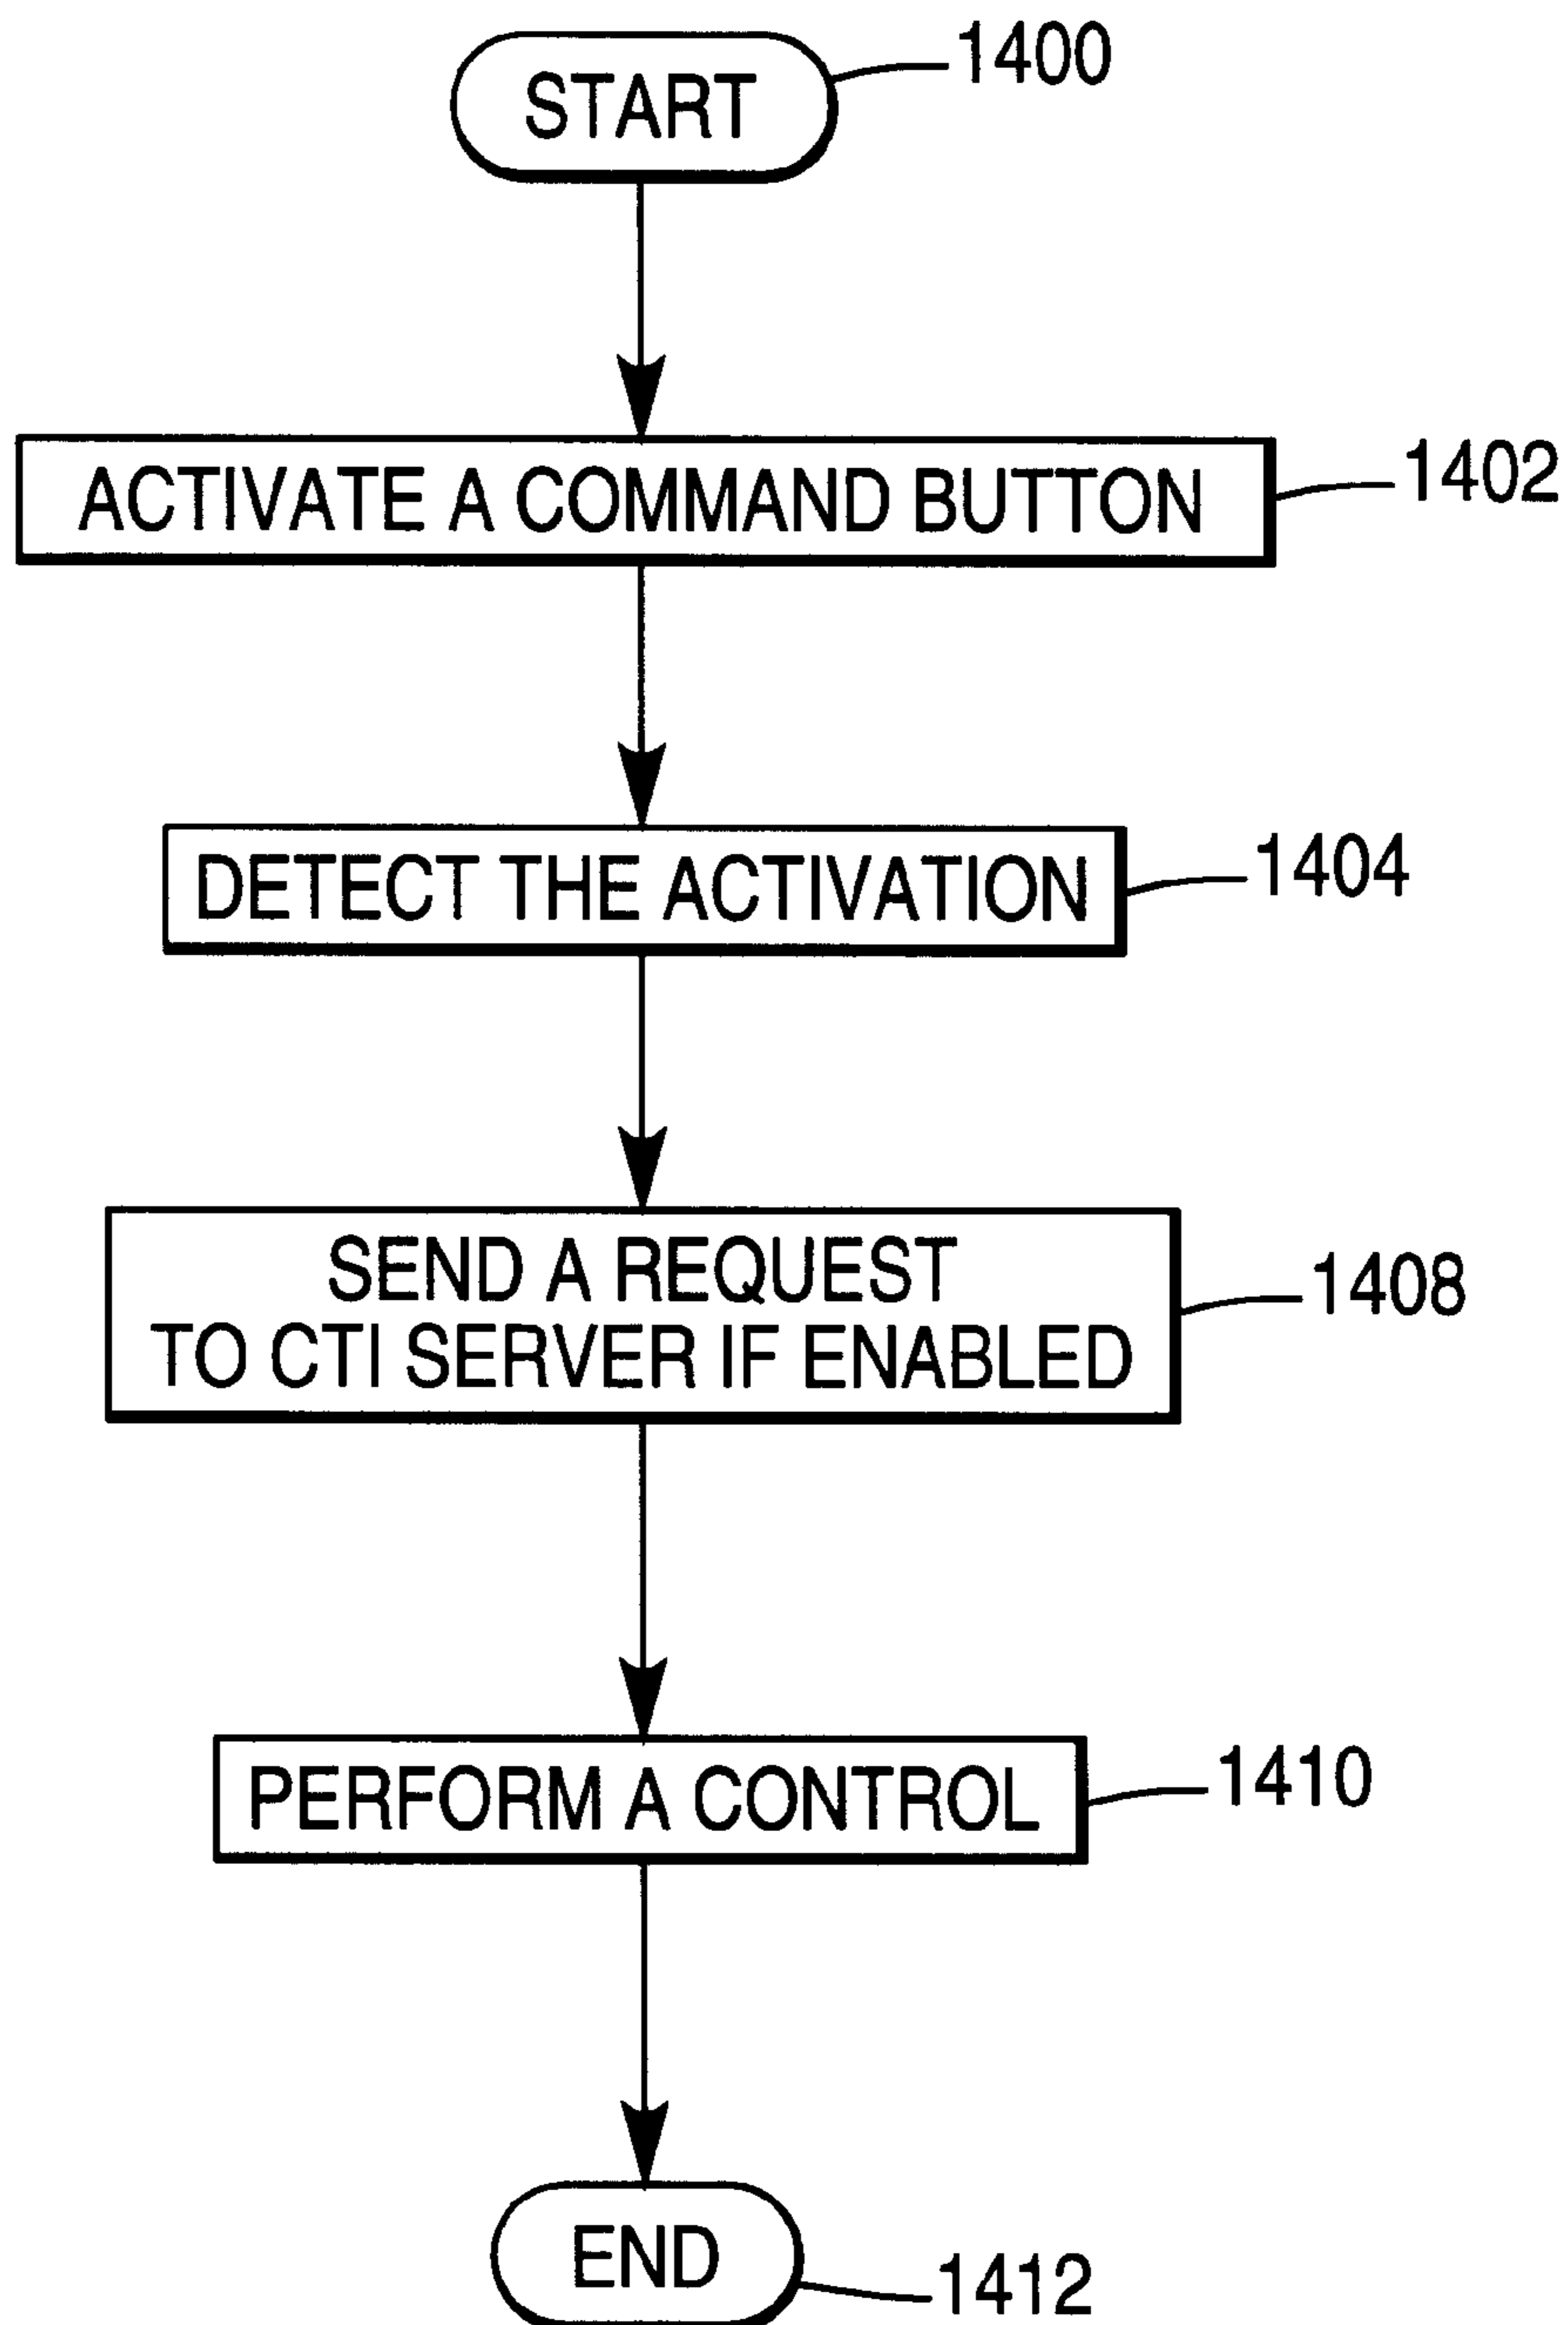 START
1400
ACTIVATE A COMMAND BUTTON
1402
DETECT THE ACTIVATION
1404
SEND A REQUEST
TO CTI SERVER IF ENABLED
1408
PERFORM A CONTROL
1410
END
1412